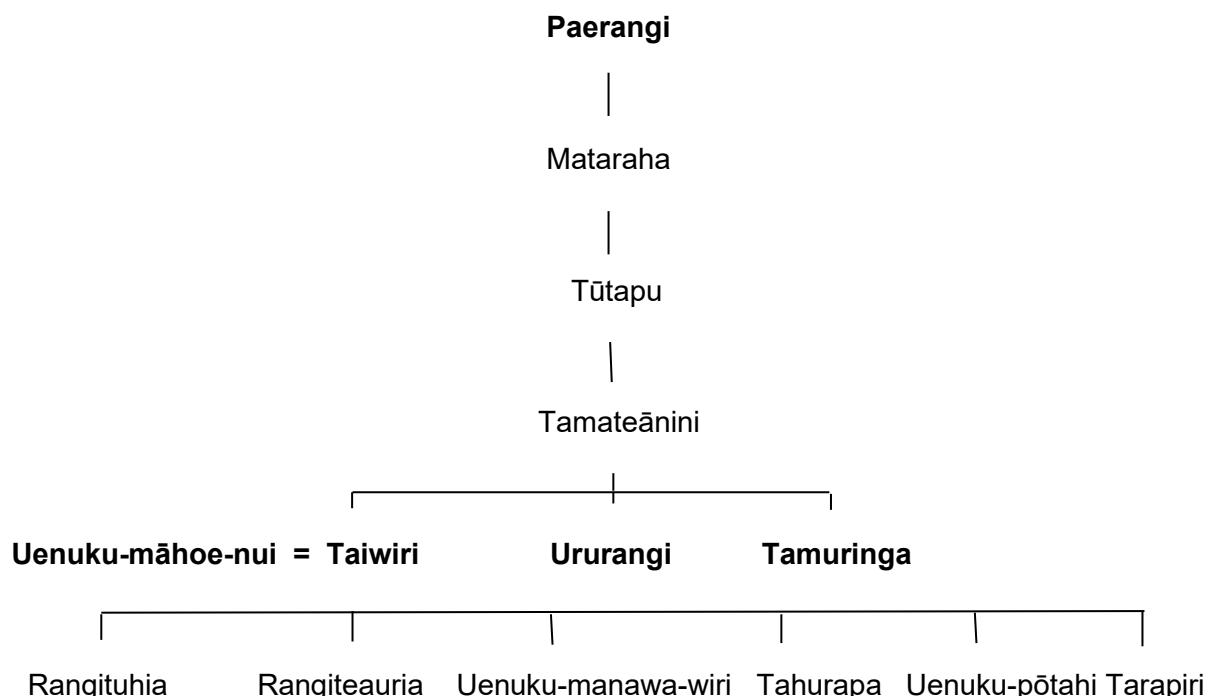 Paerangi
Mataraha
Tūtapu
Tamateānini
Uenuku-māhoe-nui = Taiwiri Ururangi Tamuringa
Rangituhia Rangiteauria Uenuku-manawa-wiri Tahurapa Uenuku-pōtahi Tarapiri